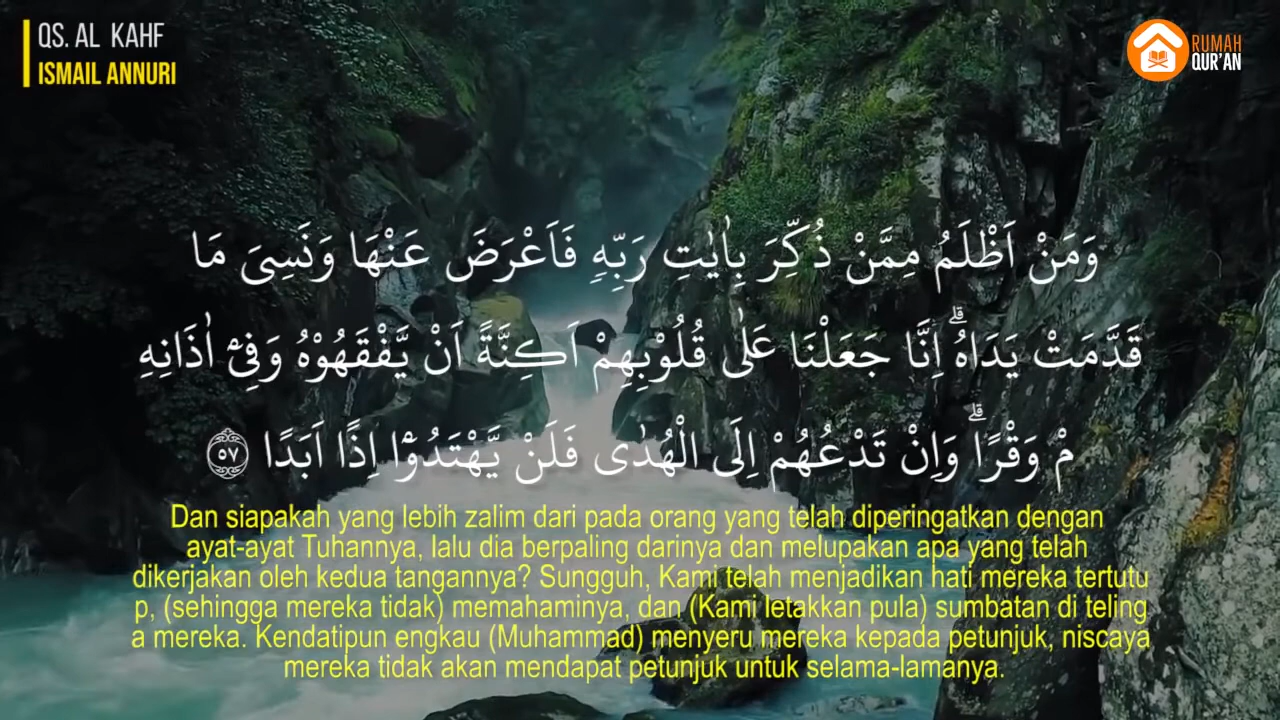 QS. AL KAHF
ISMAIL ANNURI
RUMAH
QUR'AN
وَمَنْ اَظْلَمُ مِمَّنْ ذُكِّرَ بِاٰيٰتِ رَبِّهٖ فَاَعْرَضَ عَنْهَا وَنَسِيَ مَا
قَدَّمَتْ يَدَاهُۗ اِنَّا جَعَلْنَا عَلٰى قُلُوْبِهِمْ اَكِنَّةً اَنْ يَّفْقَهُوْهُ وَفِيْٓ اٰذَانِهِ
مْ وَقْرًاۗ وَاِنْ تَدْعُهُمْ اِلَى الْهُدٰى فَلَنْ يَّهْتَدُوْٓا اِذًا اَبَدًا ٥٧
Dan siapakah yang lebih zalim dari pada orang yang telah diperingatkan dengan
ayat-ayat Tuhannya, lalu dia berpaling darinya dan melupakan apa yang telah
dikerjakan oleh kedua tangannya? Sungguh, Kami telah menjadikan hati mereka tertutu
p, (sehingga mereka tidak) memahaminya, dan (Kami letakkan pula) sumbatan di teling
a mereka. Kendatipun engkau (Muhammad) menyeru mereka kepada petunjuk, niscaya
mereka tidak akan mendapat petunjuk untuk selama-lamanya.